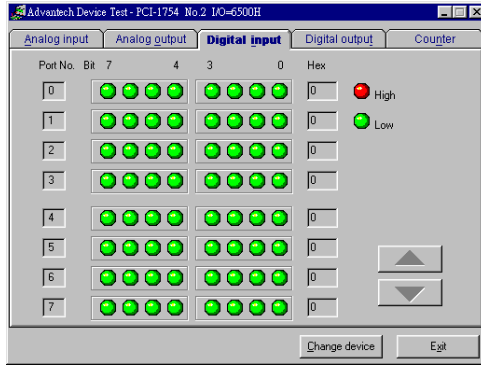 Advantech Device Test - PCI-1754 No.2 I/O=6500H
Analog input Analog output Digital input Digital output Counter
Port No. Bit 7 4 3 0 Hex
0 0 High
1 0 Low
2 0
3 0
4 0
5 0
6 0
7 0
Change device Exit